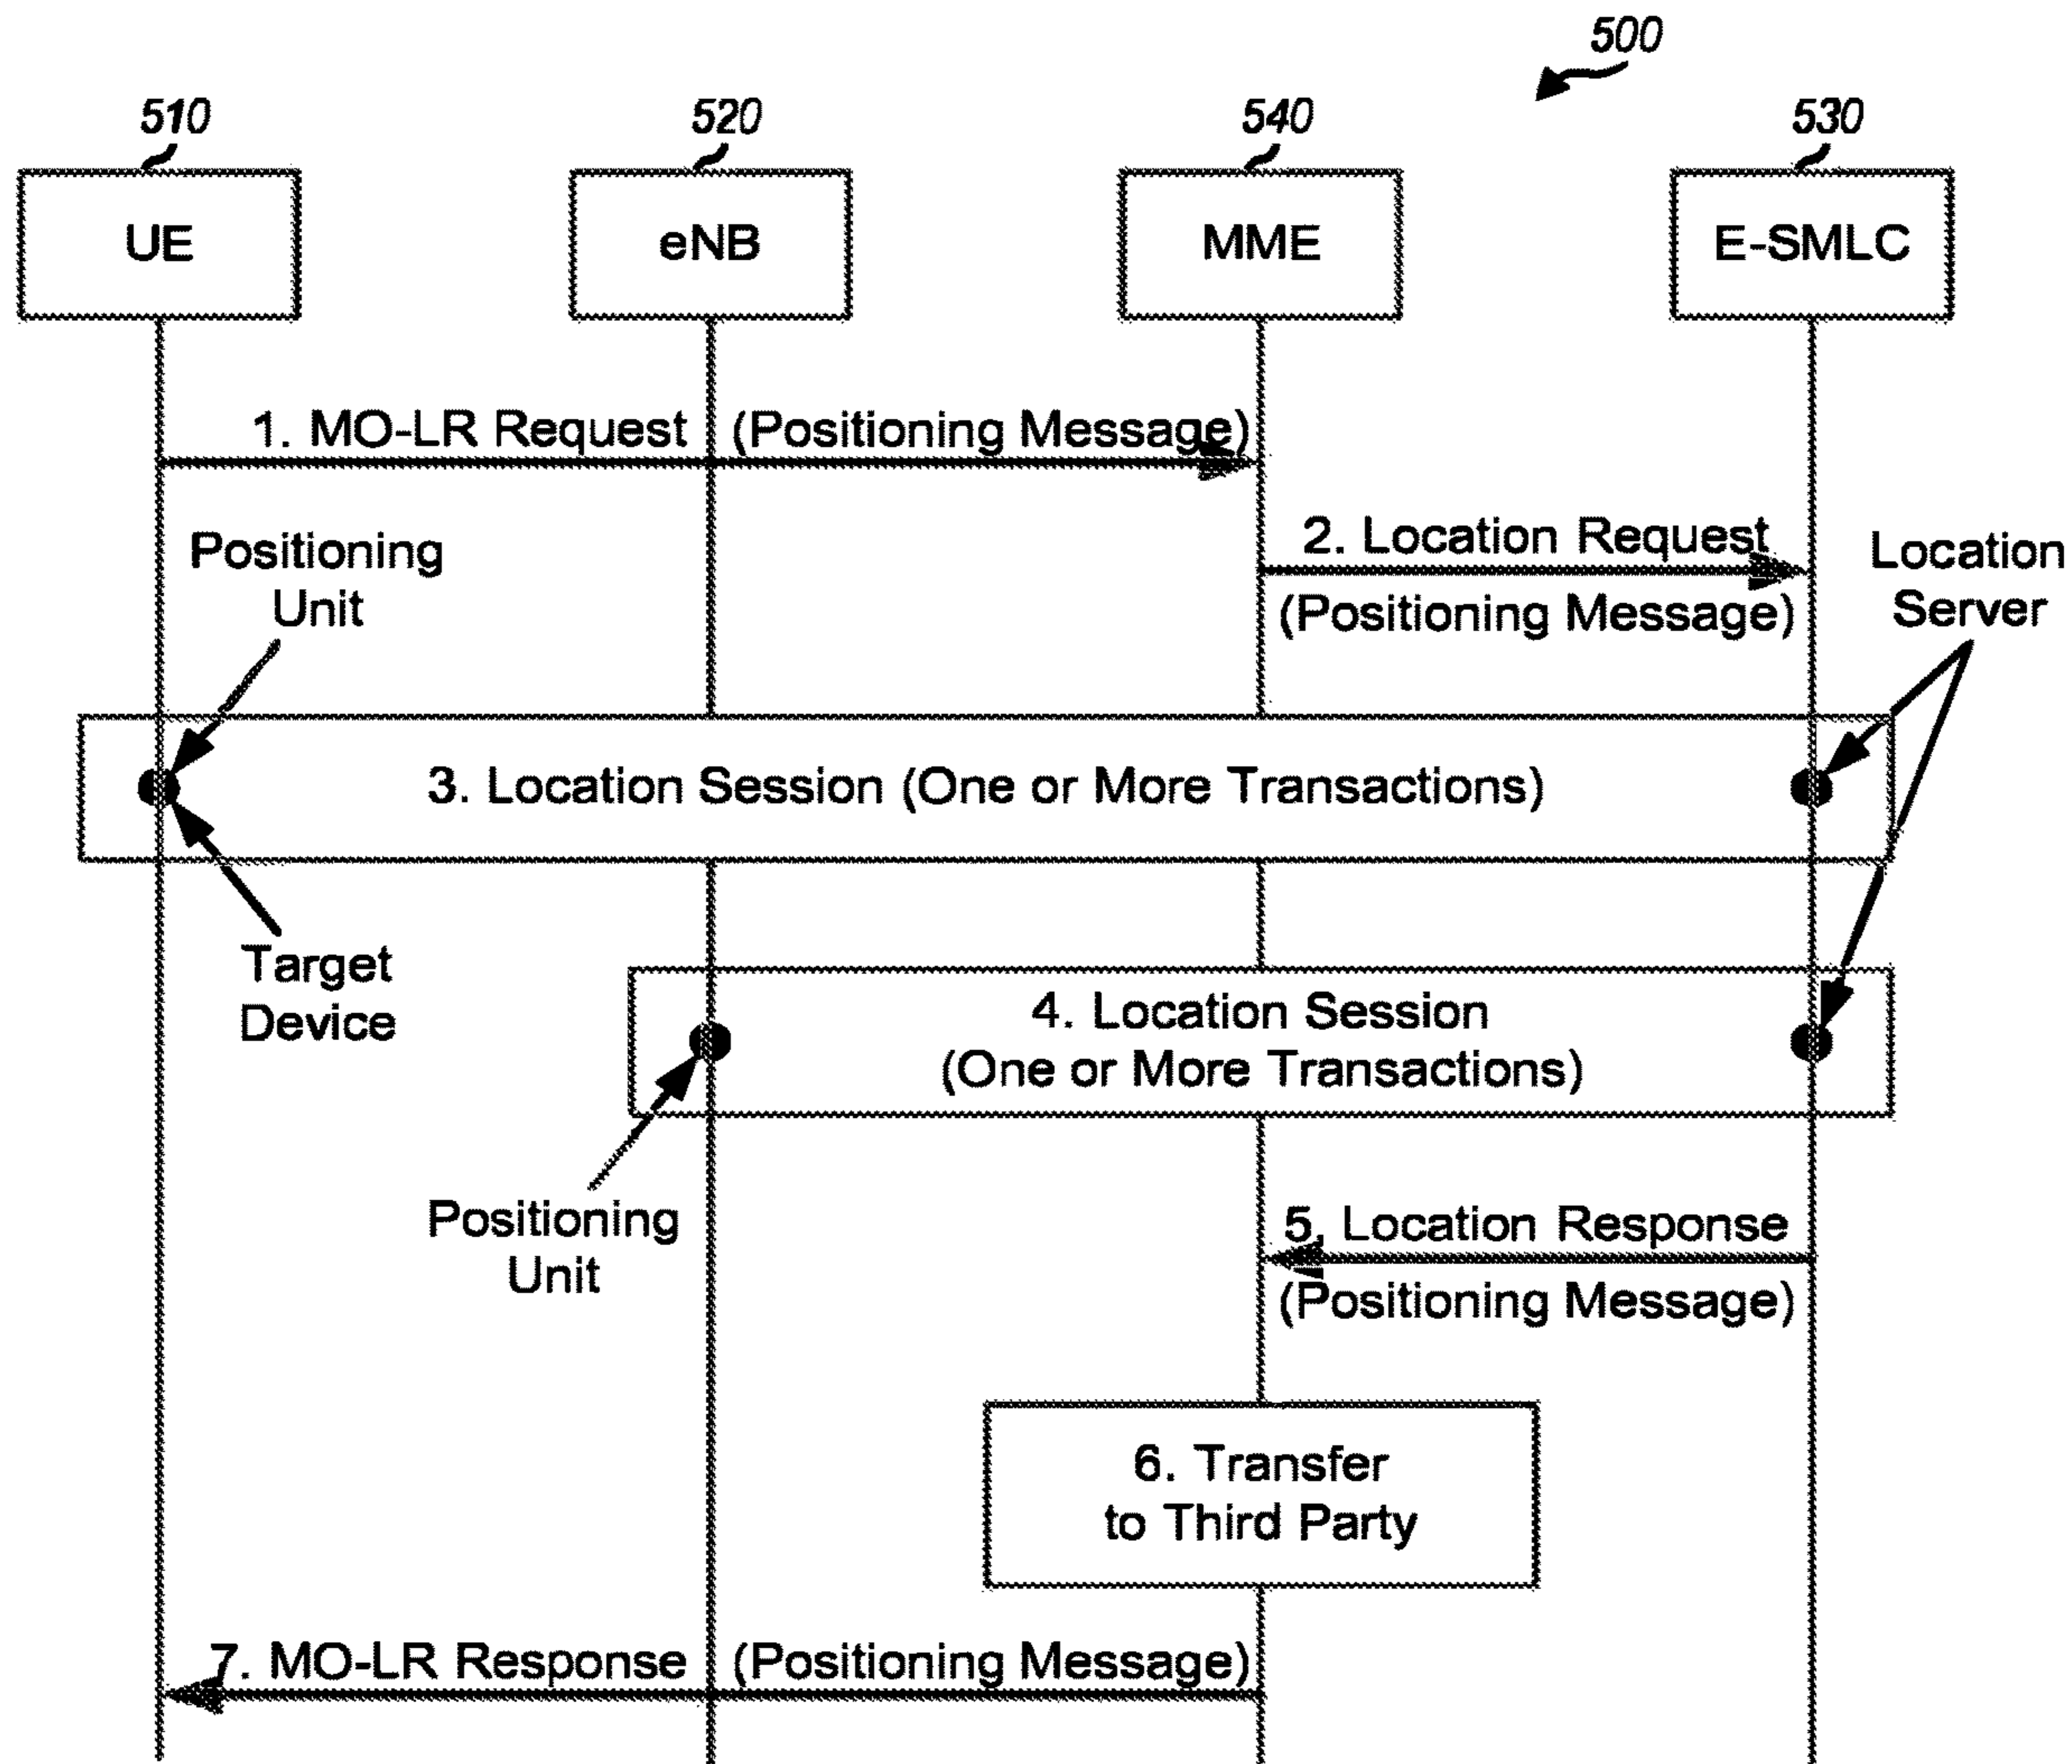 500
510
520
540
530
UE
eNB
MME
E-SMLC
1. MO-LR Request (Positioning Message)
2. Location Request
(Positioning Message)
Positioning
Unit
Location
Server
3. Location Session (One or More Transactions)
Target
Device
4. Location Session
(One or More Transactions)
Positioning
Unit
5. Location Response
(Positioning Message)
6. Transfer
to Third Party
7. MO-LR Response (Positioning Message)